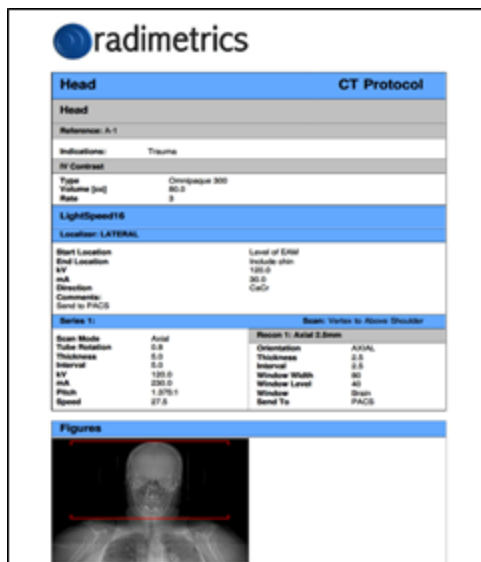 radimetrics
Head CT Protocol
Head
Reference: A-1
Indications: Trauma
IV Contrast
Type Omnipaque 300
Volume [cc] 80.0
Rate 3
LightSpeed16
Localizer: LATERAL
Start Location Level of EAM
End Location Include chin
kV 120.0
mA 30.0
Direction CaCr
Comments:
Send to PACS
Series 1: Scan: Vertex to Above Shoulder
Scan Mode Axial
Tube Rotation 0.8
Thickness 5.0
Interval 5.0
kV 120.0
mA 230.0
Pitch 1.375:1
Speed 27.5
Recon 1: Axial 2.5mm
Orientation AXIAL
Thickness 2.5
Interval 2.5
Window Width 80
Window Level 40
Window Brain
Send To PACS
Figures